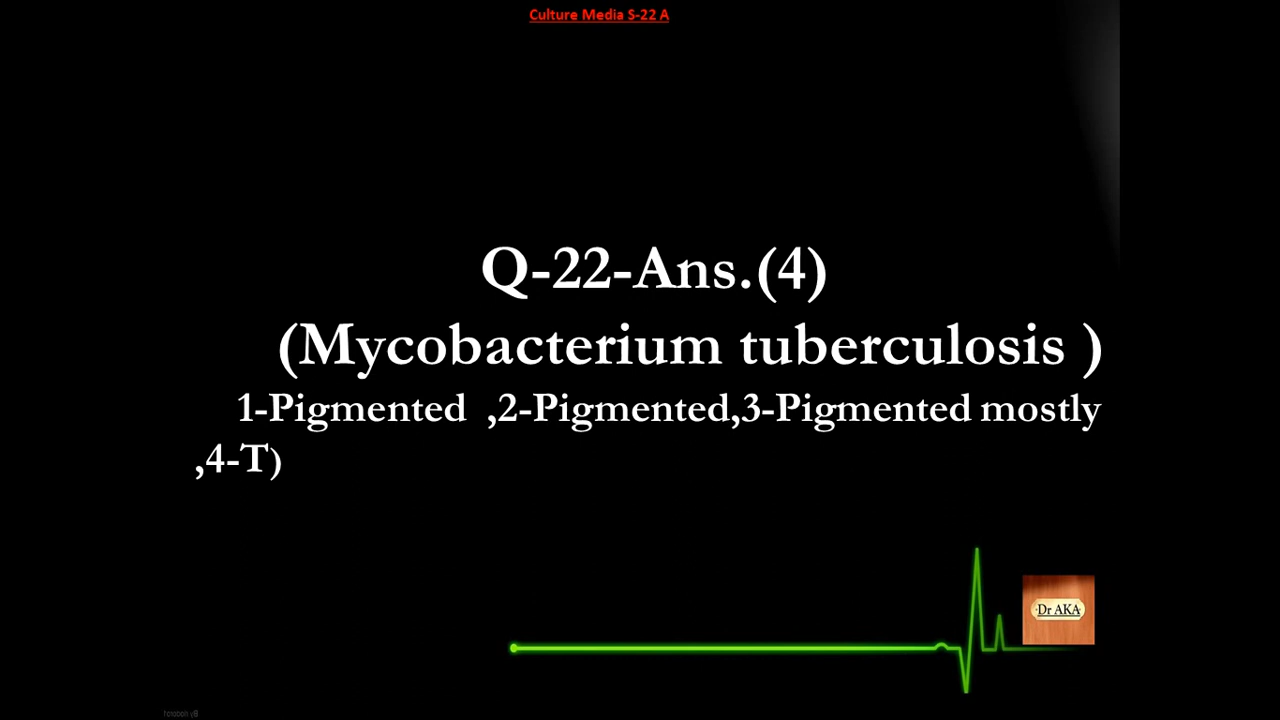 Culture Media S-22 A
Q-22-Ans.(4)
(Mycobacterium tuberculosis )
1-Pigmented ,2-Pigmented,3-Pigmented mostly
,4-T)
Dr AKA